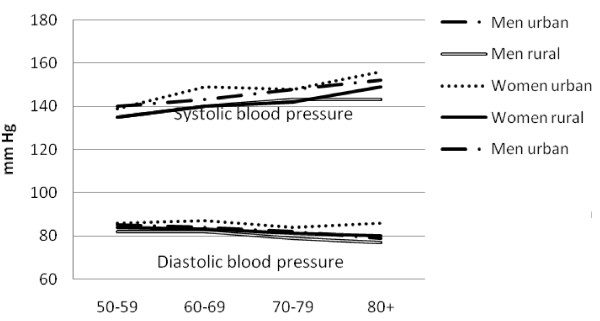 180
160
140
120
100
80
60
mm Hg
Systolic blood pressure
Diastolic blood pressure
50-59 60-69 70-79 80+
Men urban
Men rural
Women urban
Women rural
Men urban